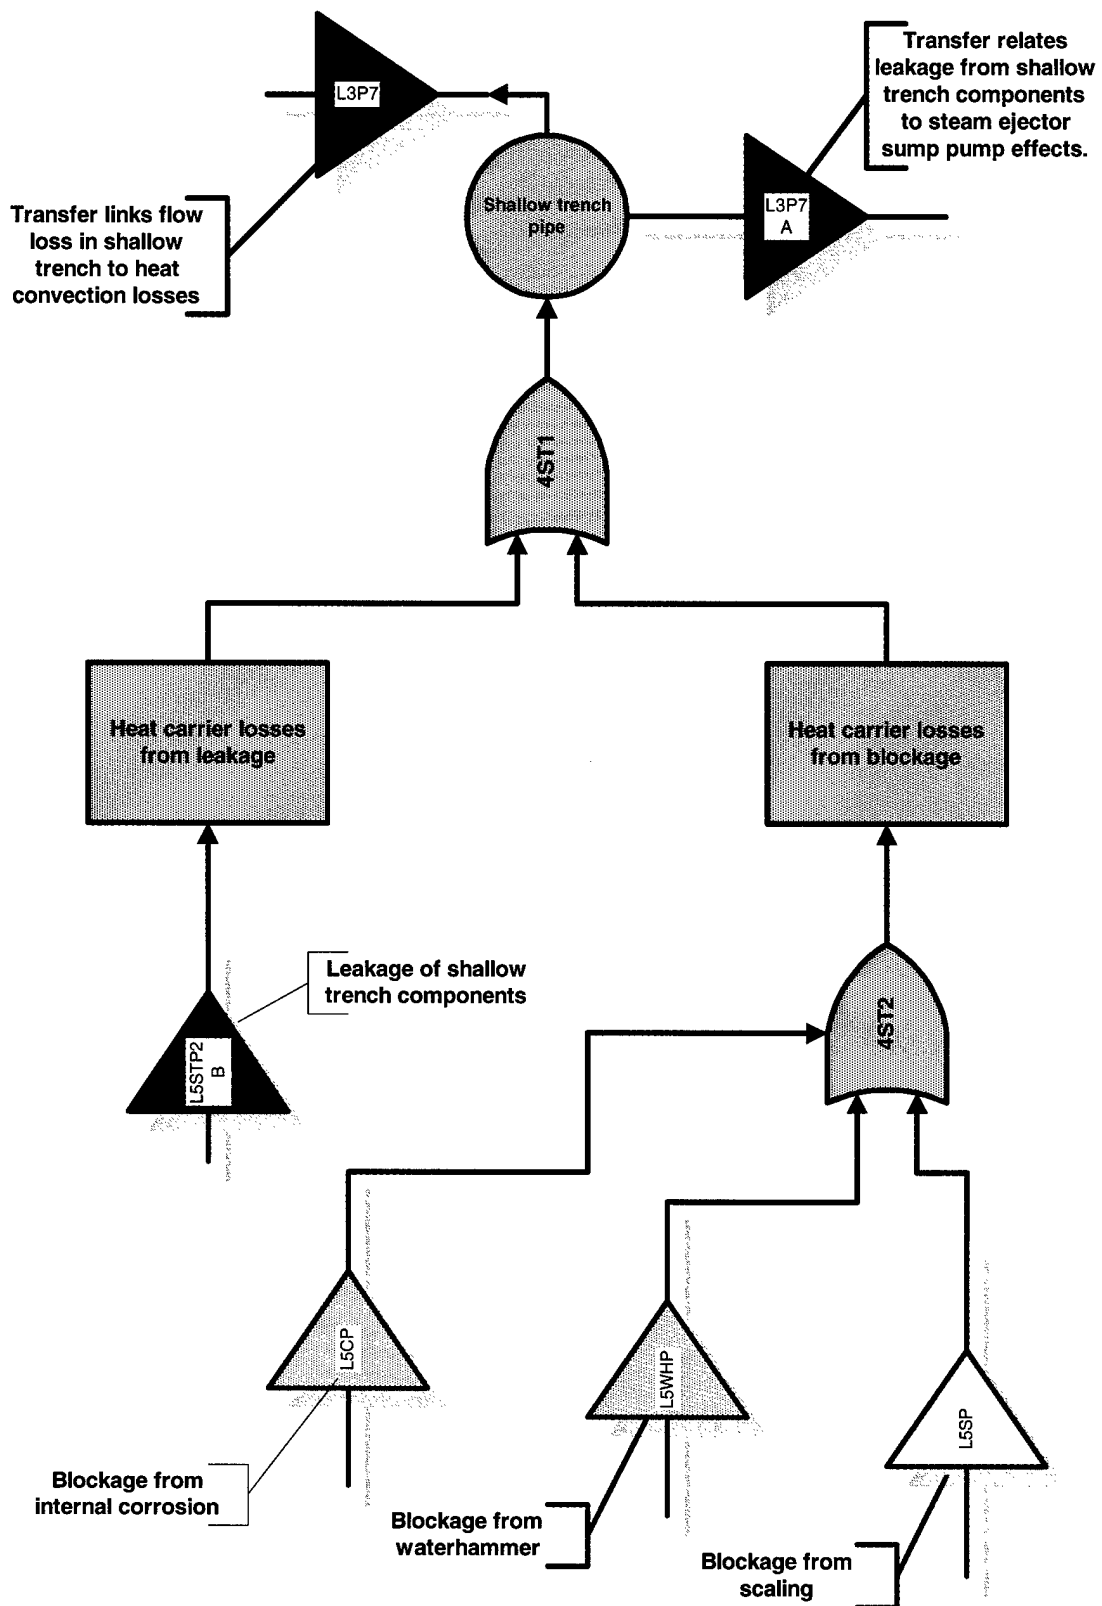 L3P7
Transfer relates
leakage from shallow
trench components
to steam ejector
sump pump effects.
Shallow trench
pipe
L3P7
A
Transfer links flow
loss in shallow
trench to heat
convection losses
4ST1
Heat carrier losses
from leakage
Heat carrier losses
from blockage
Leakage of shallow
trench components
4ST2
L5STP2
B
L5CP
L5WHP
L5SP
Blockage from
internal corrosion
Blockage from
waterhammer
Blockage from
scaling